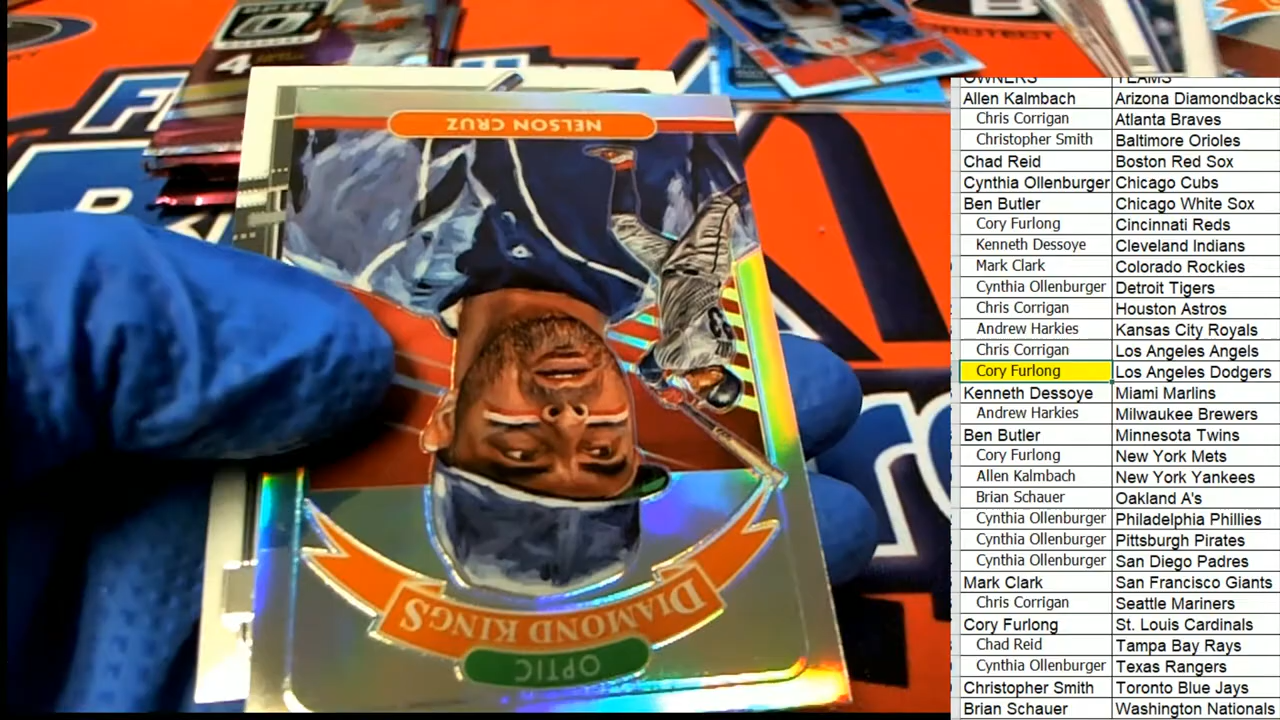 4
B
PROTECT
NELSON CRUZ
DIAMOND KINGS
OPTIC
OWNERS TEAMS
Allen Kalmbach Arizona Diamondbacks
Chris Corrigan Atlanta Braves
Christopher Smith Baltimore Orioles
Chad Reid Boston Red Sox
Cynthia Ollenburger Chicago Cubs
Ben Butler Chicago White Sox
Cory Furlong Cincinnati Reds
Kenneth Dessoye Cleveland Indians
Mark Clark Colorado Rockies
Cynthia Ollenburger Detroit Tigers
Chris Corrigan Houston Astros
Andrew Harkies Kansas City Royals
Chris Corrigan Los Angeles Angels
Cory Furlong Los Angeles Dodgers
Kenneth Dessoye Miami Marlins
Andrew Harkies Milwaukee Brewers
Ben Butler Minnesota Twins
Cory Furlong New York Mets
Allen Kalmbach New York Yankees
Brian Schauer Oakland A's
Cynthia Ollenburger Philadelphia Phillies
Cynthia Ollenburger Pittsburgh Pirates
Cynthia Ollenburger San Diego Padres
Mark Clark San Francisco Giants
Chris Corrigan Seattle Mariners
Cory Furlong St. Louis Cardinals
Chad Reid Tampa Bay Rays
Cynthia Ollenburger Texas Rangers
Christopher Smith Toronto Blue Jays
Brian Schauer Washington Nationals